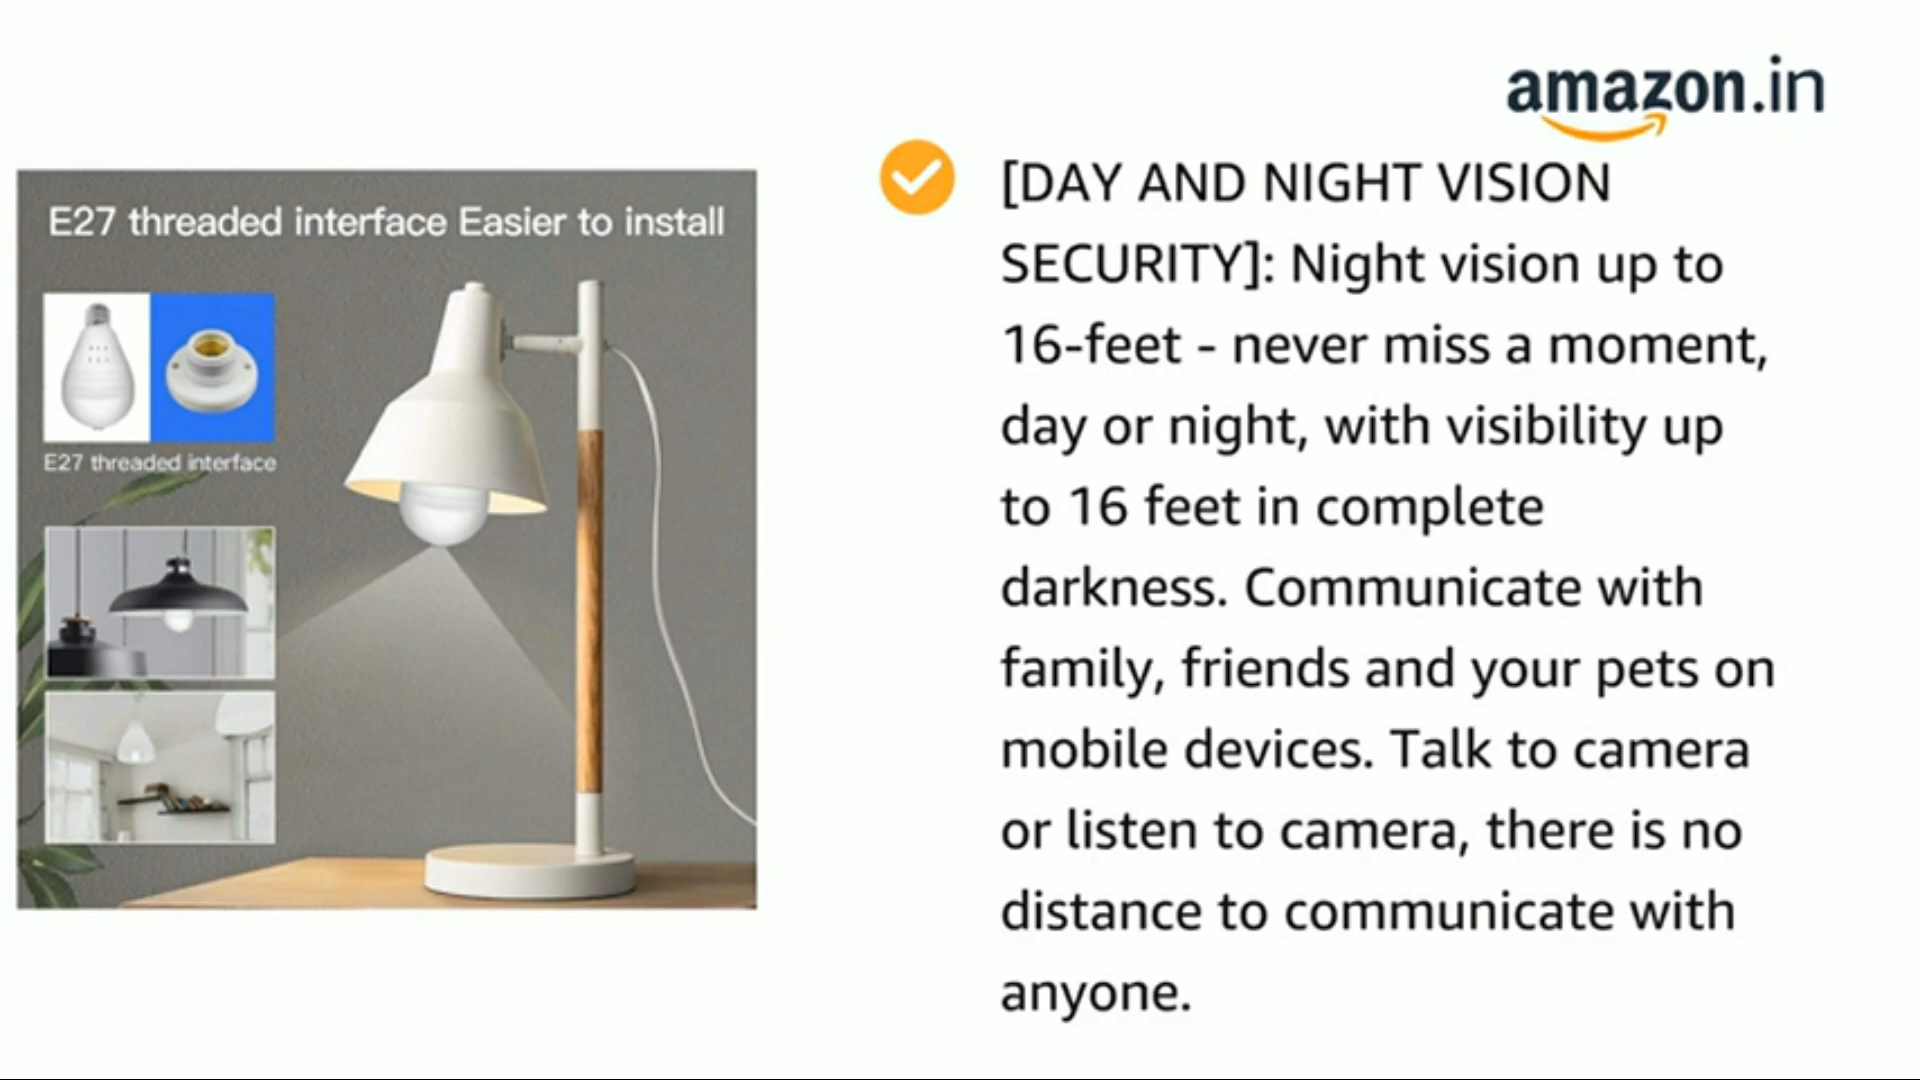 amazon.in
E27 threaded interface Easier to install
E27 threaded interface
[DAY AND NIGHT VISION
SECURITY]: Night vision up to
16-feet - never miss a moment,
day or night, with visibility up
to 16 feet in complete
darkness. Communicate with
family, friends and your pets on
mobile devices. Talk to camera
or listen to camera, there is no
distance to communicate with
anyone.